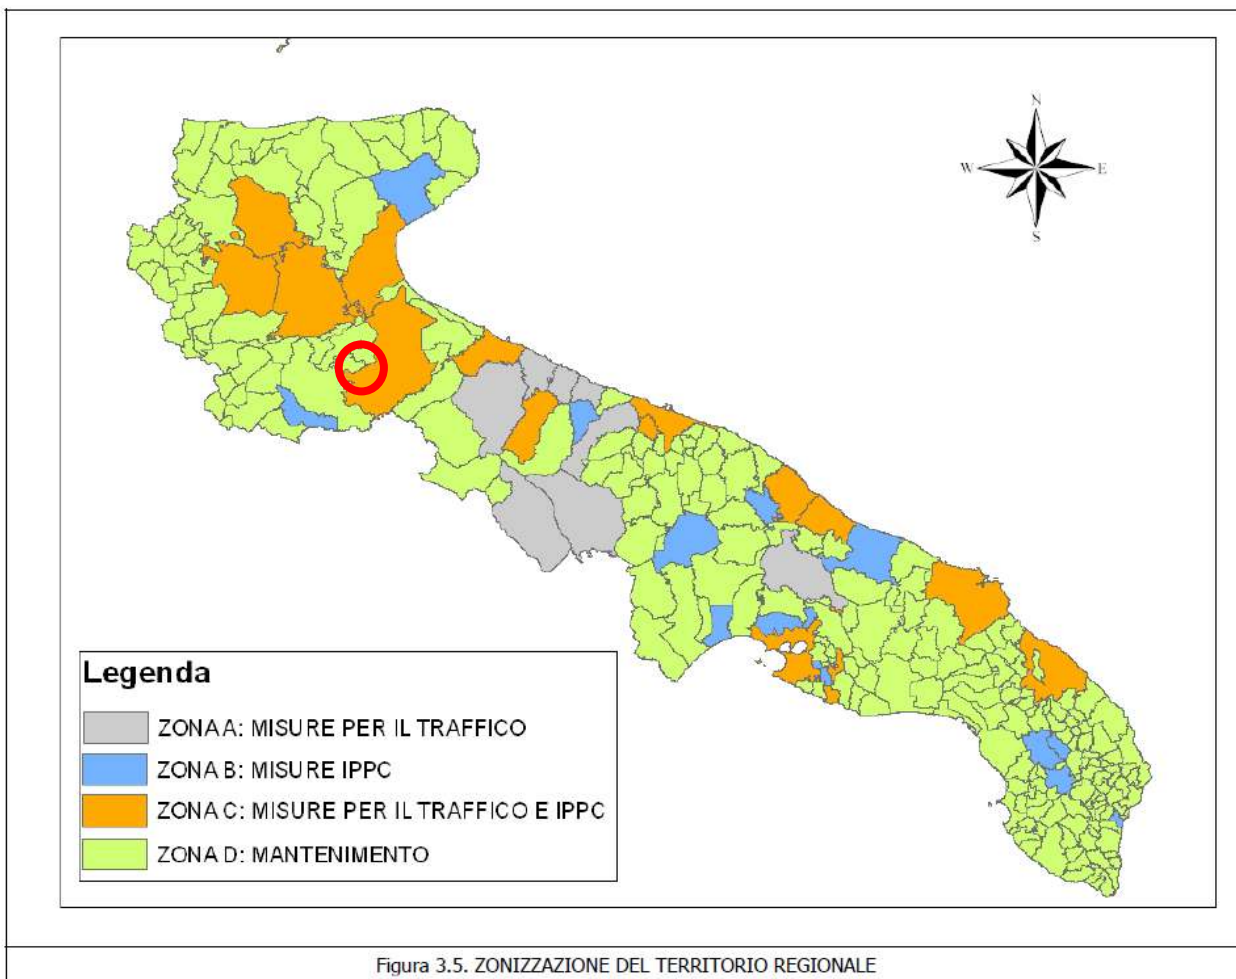 N
W E
S
Legenda
ZONA A: MISURE PER IL TRAFFICO
ZONA B: MISURE IPPC
ZONA C: MISURE PER IL TRAFFICO E IPPC
ZONA D: MANTENIMENTO
Figura 3.5. ZONIZZAZIONE DEL TERRITORIO REGIONALE